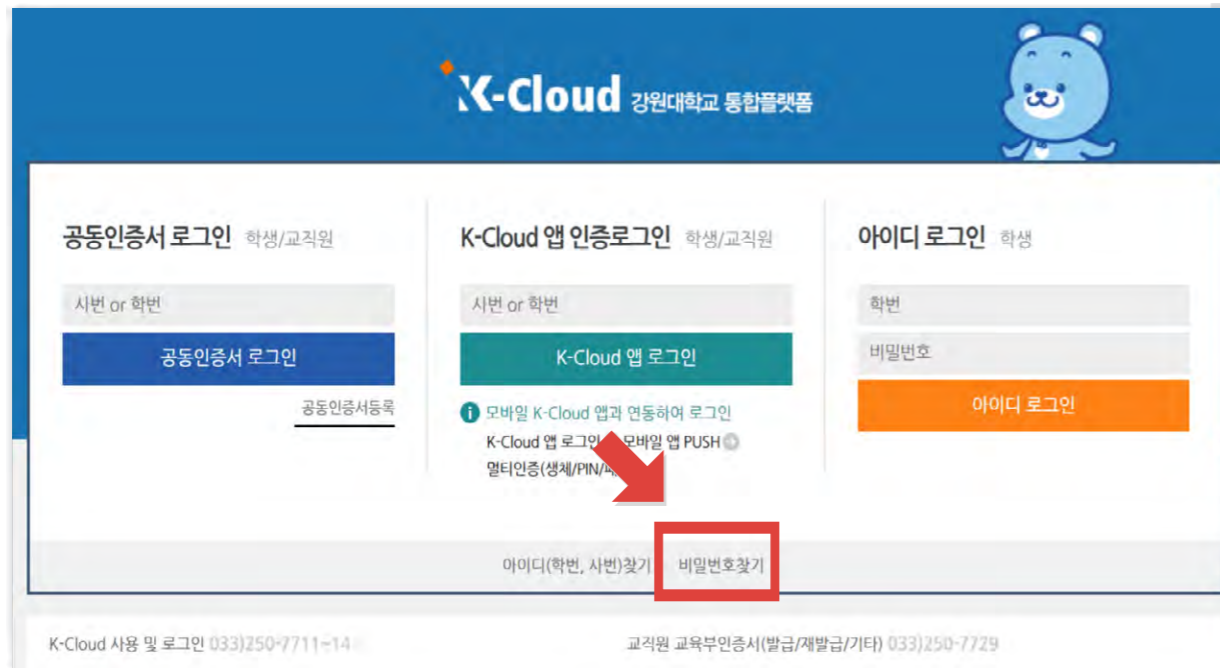 K-Cloud 강원대학교 통합플랫폼
공동인증서 로그인 학생/교직원
사번 or 학번
공동인증서 로그인
공동인증서등록
K-Cloud 앱 인증로그인 학생/교직원
사번 or 학번
K-Cloud 앱 로그인
모바일 K-Cloud 앱과 연동하여 로그인
K-Cloud 앱 로그인 모바일 앱 PUSH
멀티인증(생체/PIN/
아이디 로그인 학생
학번
비밀번호
아이디 로그인
아이디(학번, 사번)찾기 비밀번호찾기
K-Cloud 사용 및 로그인 033)250-7711~14
교직원 교육부인증서(발급/재발급/기타) 033)250-7729